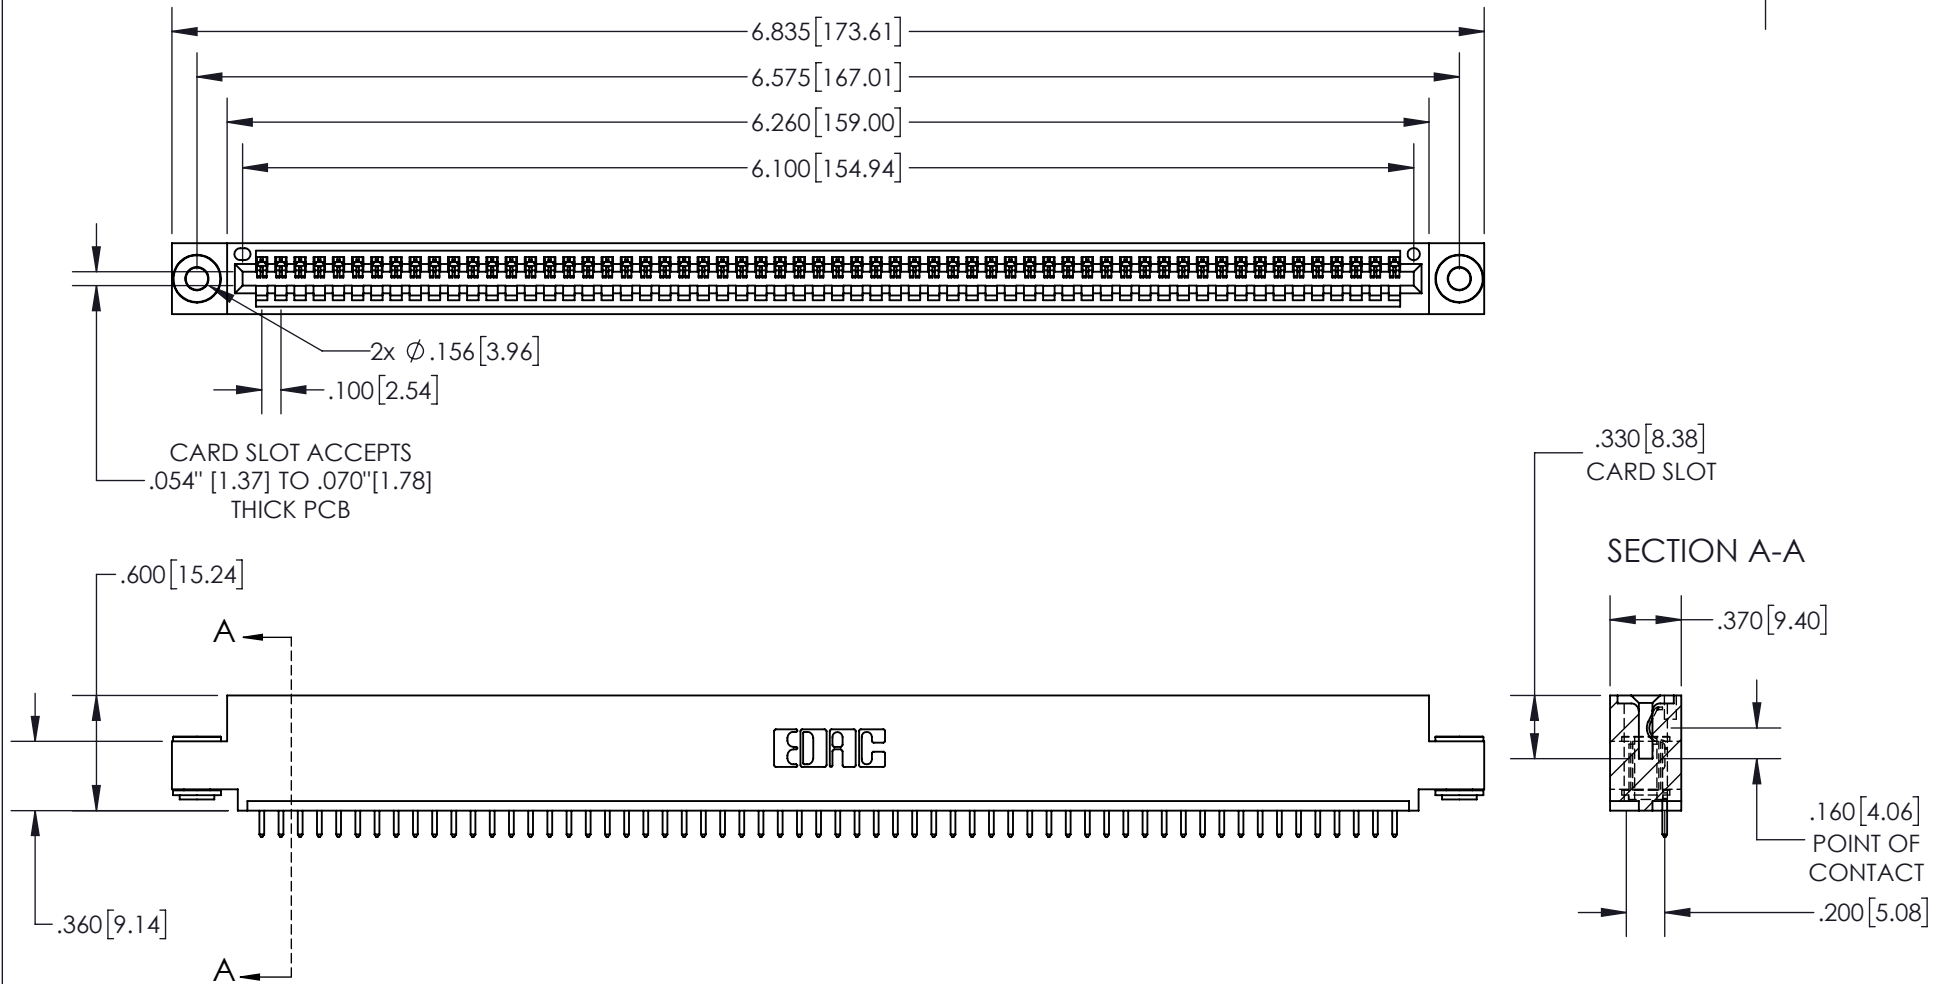 6.835[173.61]
6.575[167.01]
6.260[159.00]
6.100[154.94]
2x Ø.156[3.96]
.100[2.54]
CARD SLOT ACCEPTS
.054" [1.37] TO .070"[1.78]
THICK PCB
.330[8.38]
CARD SLOT
SECTION A-A
.600[15.24]
A
.370[9.40]
EDAC
.160[4.06]
POINT OF
CONTACT
.200[5.08]
.360[9.14]
A